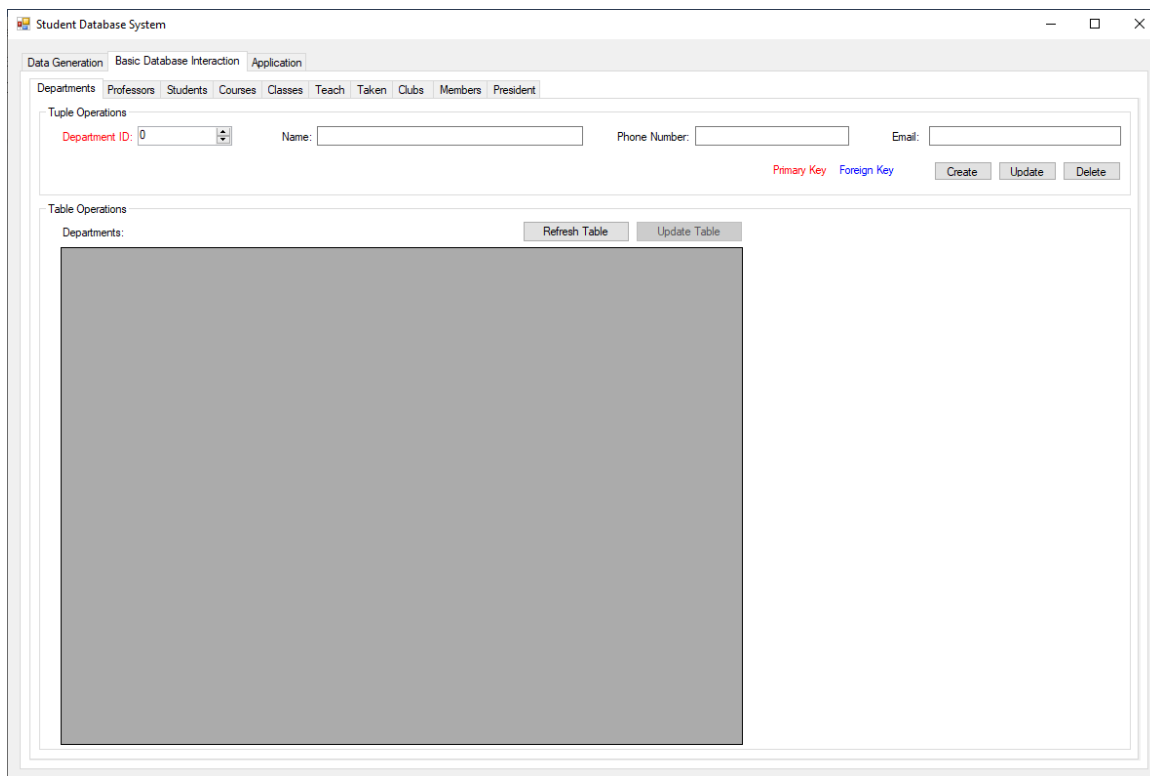 Student Database System
Data Generation Basic Database Interaction Application
Departments Professors Students Courses Classes Teach Taken Clubs Members President
Tuple Operations
Department ID: 0 Name: Phone Number: Email:
Primary Key Foreign Key Create Update Delete
Table Operations
Departments: Refresh Table Update Table